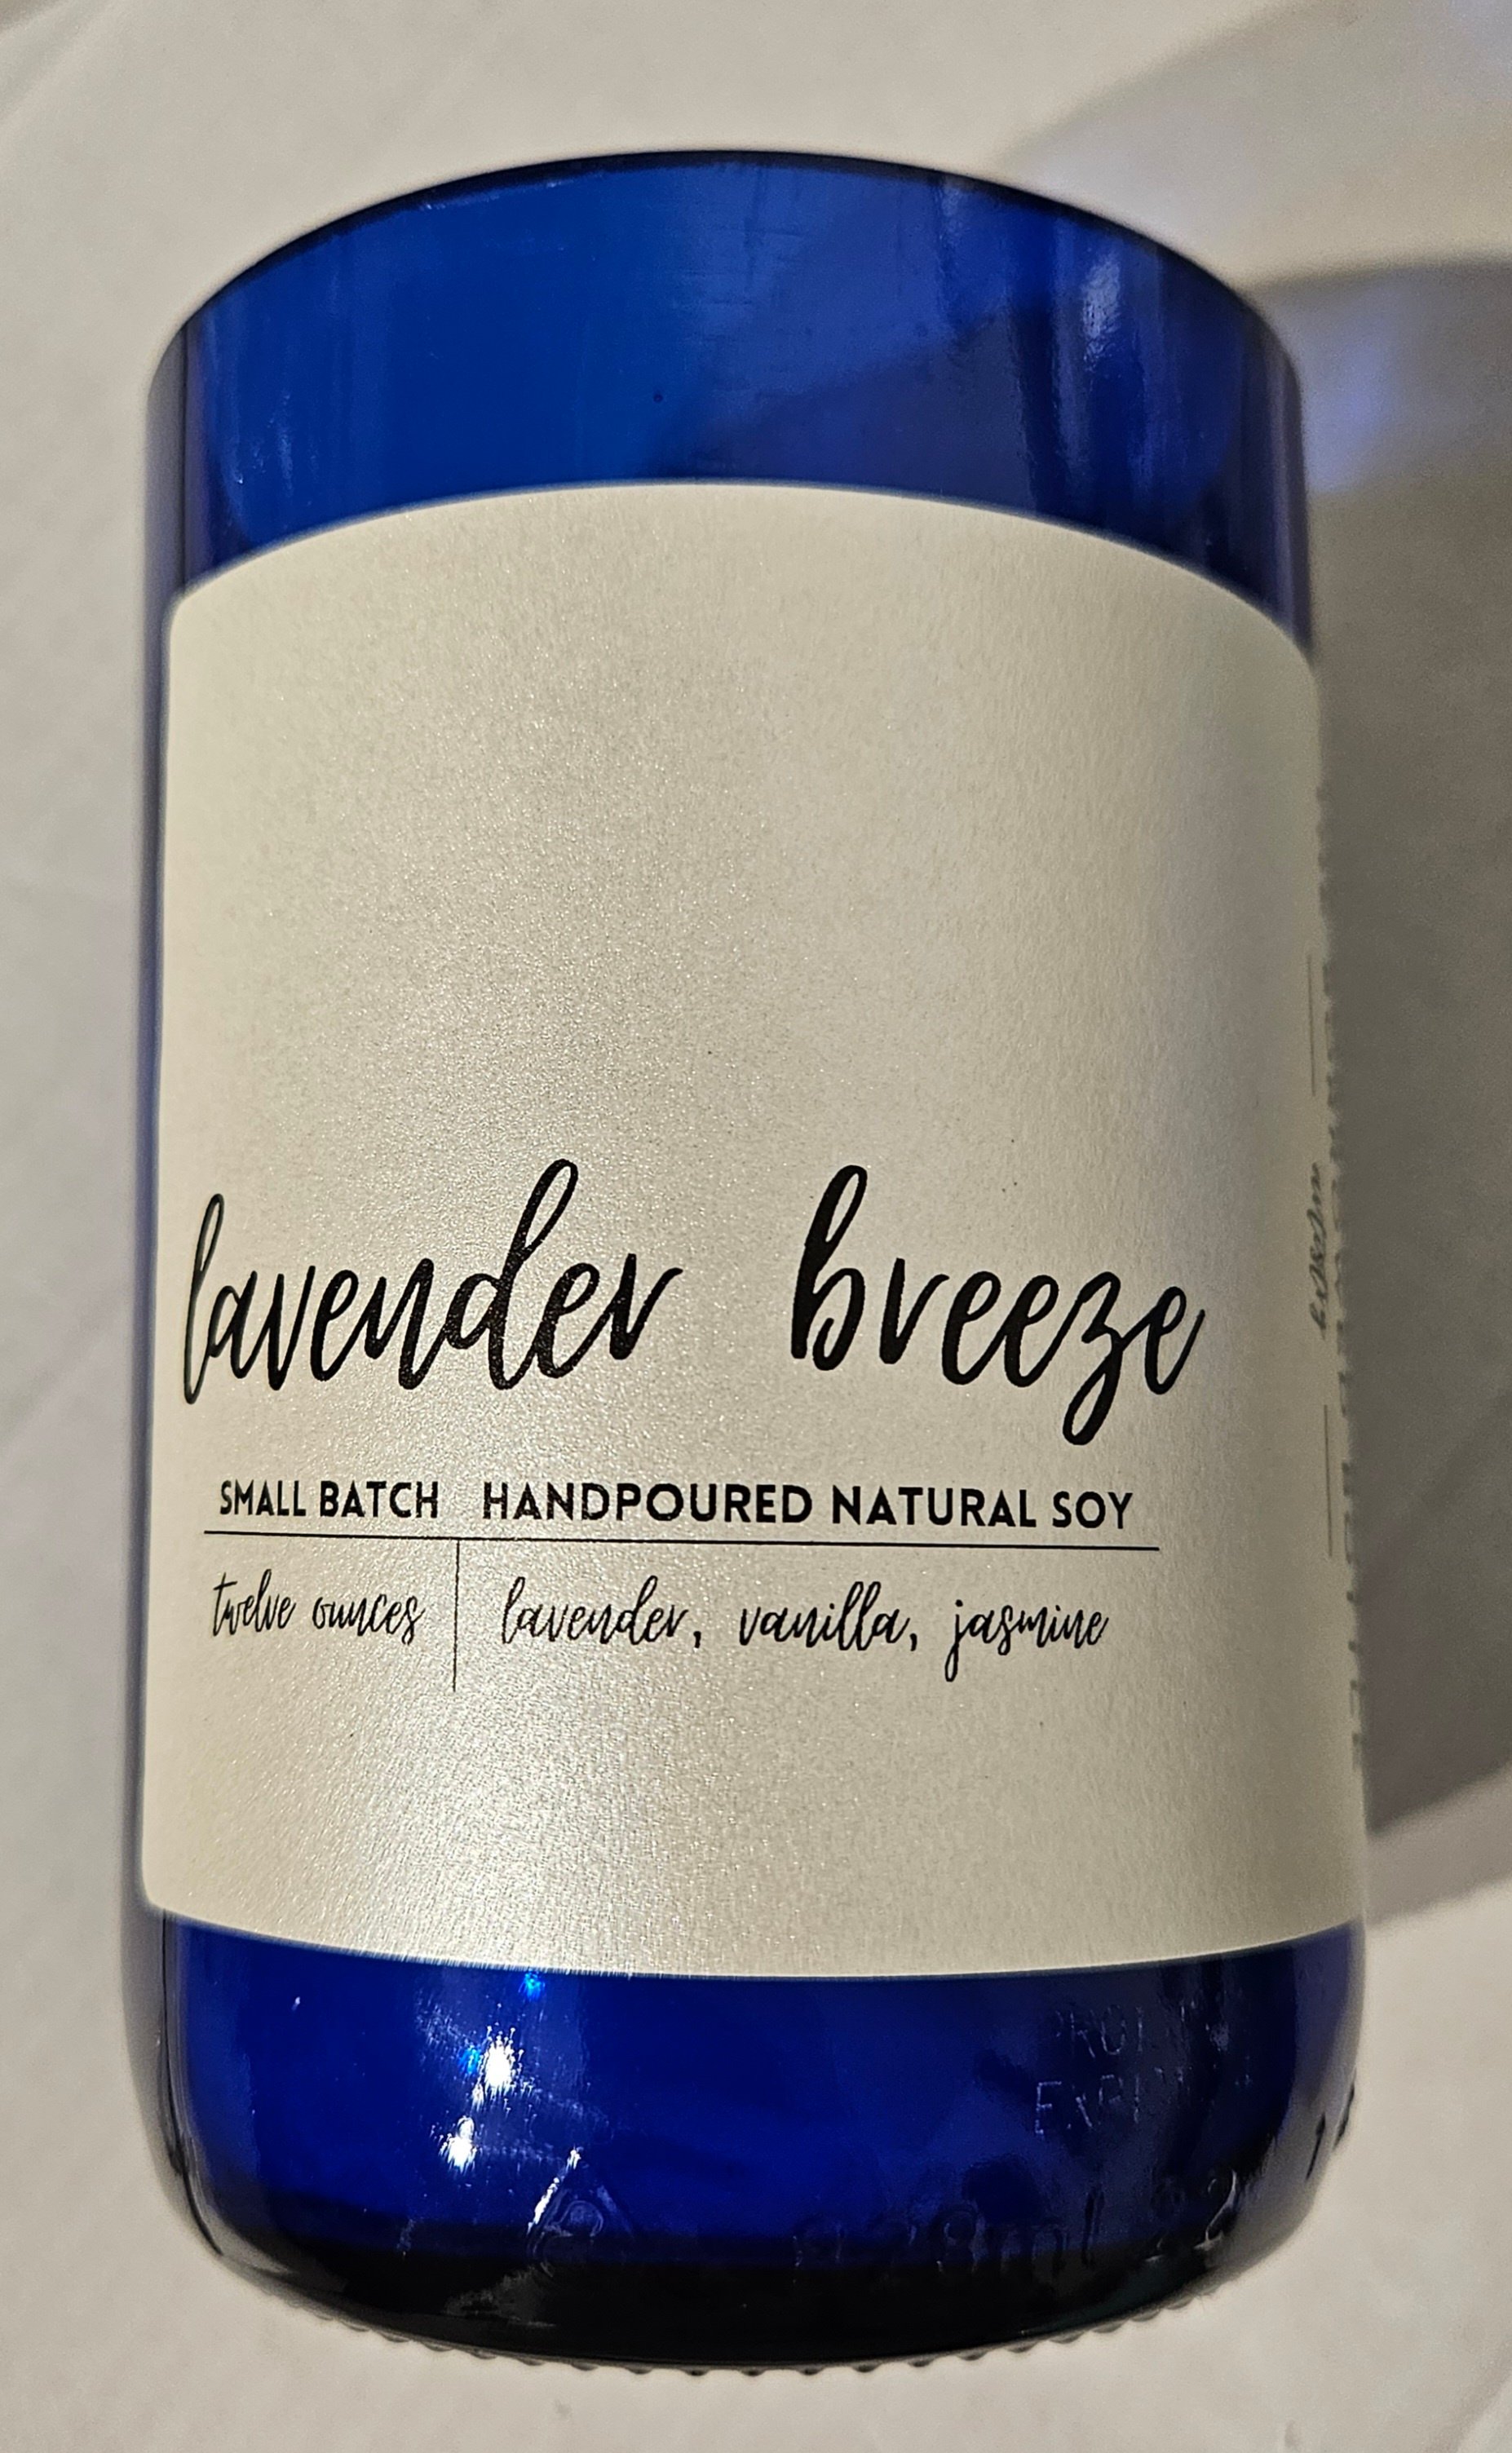 lavender breeze
SMALL BATCH HANDPOURED NATURAL SOY
twelve ounces lavender, vanilla, jasmine